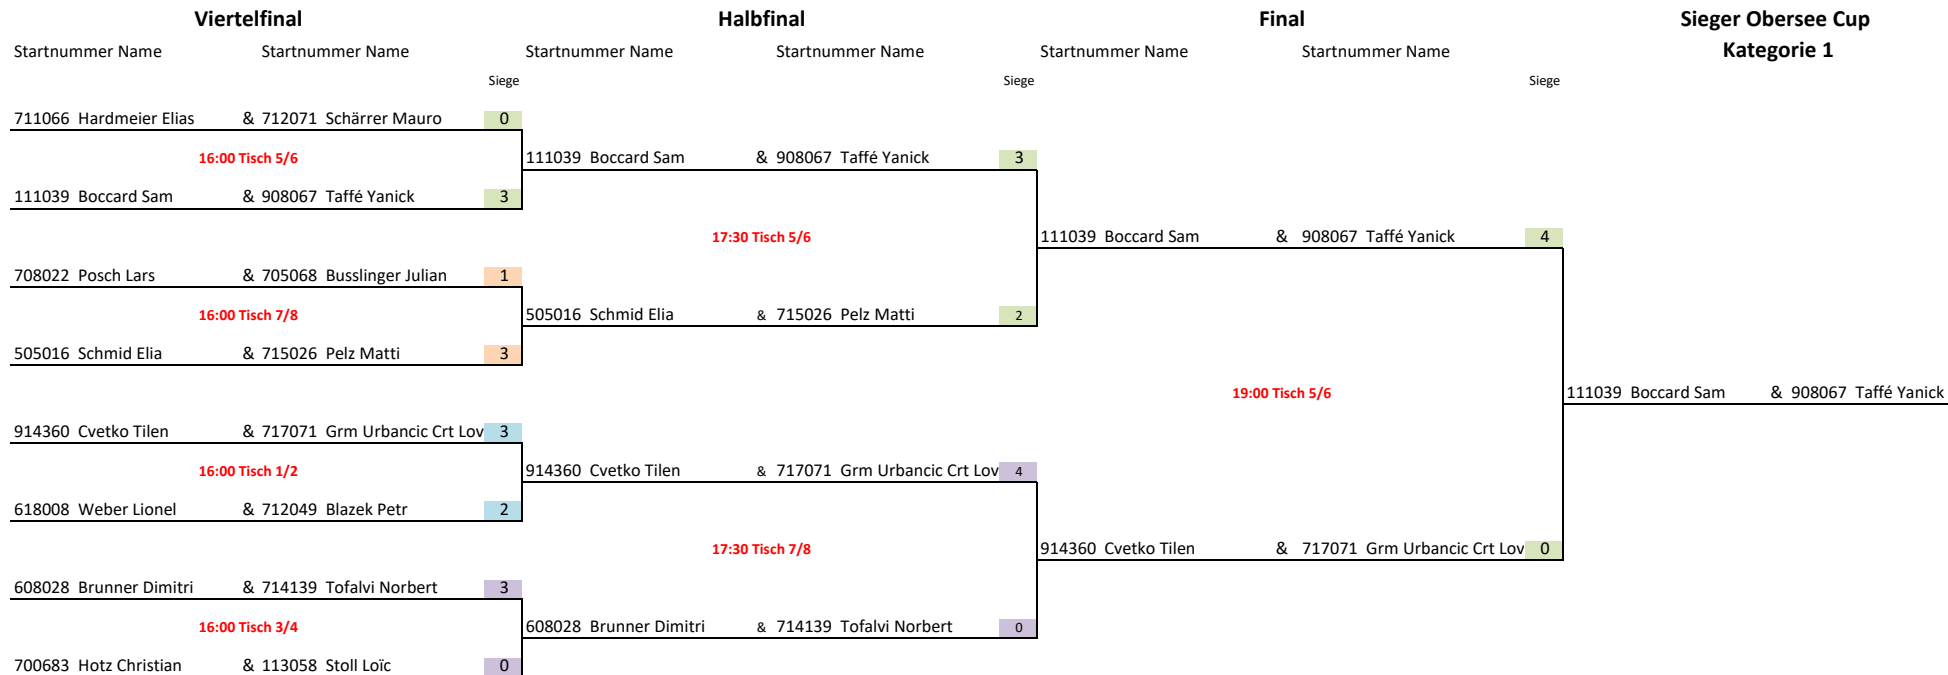 Viertelfinal Halbfinal Final Sieger Obersee Cup
Startnummer Name Startnummer Name Startnummer Name Startnummer Name Startnummer Name Startnummer Name Kategorie 1
Siege Siege Siege
711066 Hardmeier Elias & 712071 Schärrer Mauro 0
16:00 Tisch 5/6 111039 Boccard Sam & 908067 Taffé Yanick 3
111039 Boccard Sam & 908067 Taffé Yanick 3
17:30 Tisch 5/6 111039 Boccard Sam & 908067 Taffé Yanick 4
708022 Posch Lars & 705068 Busslinger Julian 1
16:00 Tisch 7/8 505016 Schmid Elia & 715026 Pelz Matti 2
505016 Schmid Elia & 715026 Pelz Matti 3
19:00 Tisch 5/6 111039 Boccard Sam & 908067 Taffé Yanick
914360 Cvetko Tilen & 717071 Grm Urbancic Crt Lov 3
16:00 Tisch 1/2 914360 Cvetko Tilen & 717071 Grm Urbancic Crt Lov 4
618008 Weber Lionel & 712049 Blazek Petr 2
17:30 Tisch 7/8 914360 Cvetko Tilen & 717071 Grm Urbancic Crt Lov 0
608028 Brunner Dimitri & 714139 Tofalvi Norbert 3
16:00 Tisch 3/4 608028 Brunner Dimitri & 714139 Tofalvi Norbert 0
700683 Hotz Christian & 113058 Stoll Loïc 0